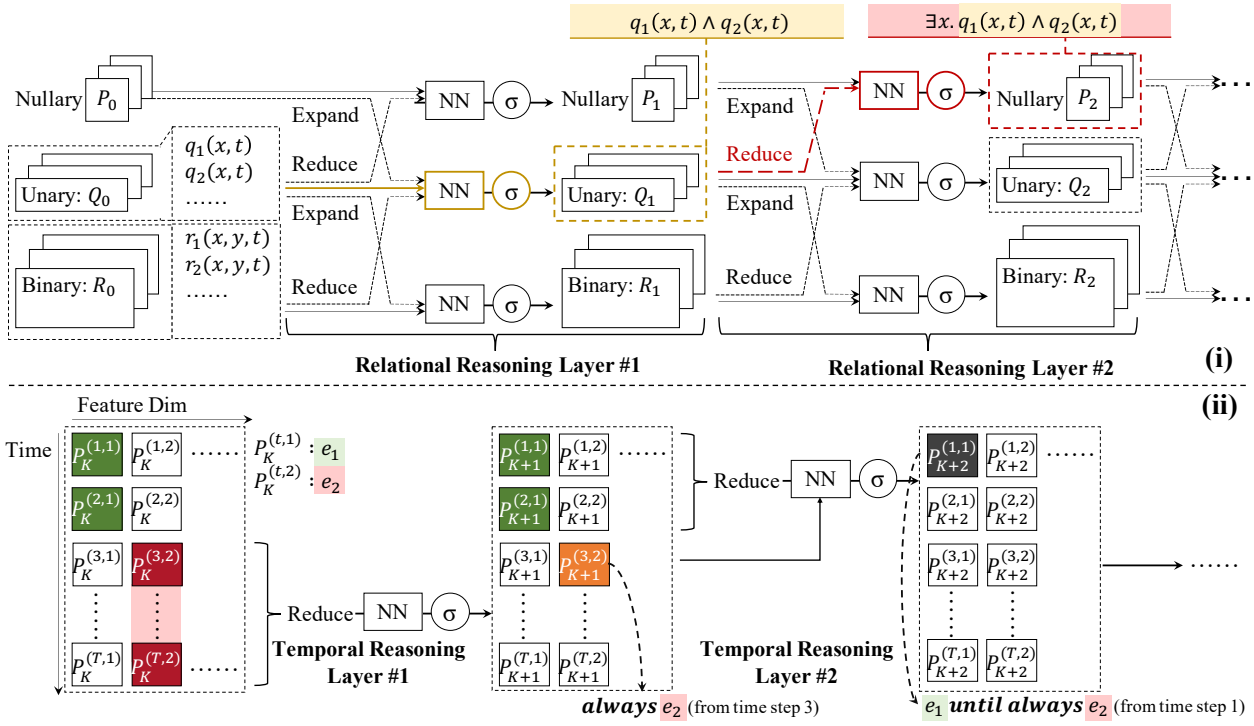 q₁(x, t) ∧ q₂(x, t)
∃x. q₁(x, t) ∧ q₂(x, t)
Nullary P₀
NN σ
Nullary P₁
NN σ
Nullary P₂
......
Expand
Expand
q₁(x, t)
q₂(x, t)
......
Reduce
Reduce
Unary: Q₀
NN σ
Unary: Q₁
NN σ
Unary: Q₂
...
Expand
Expand
r₁(x, y, t)
r₂(x, y, t)
......
Reduce
Reduce
Binary: R₀
NN σ
Binary: R₁
NN σ
Binary: R₂
...
Relational Reasoning Layer #1
Relational Reasoning Layer #2
(i)
(ii)
Feature Dim
Time
P_K^(1,1) P_K^(1,2) ......
P_K^(2,1) P_K^(2,2)
P_K^(3,1) P_K^(3,2)
P_K^(T,1) P_K^(T,2) ......
P_K^(t,1) : e₁
P_K^(t,2) : e₂
Reduce NN σ
Temporal Reasoning
Layer #1
P_{K+1}^(1,1) P_{K+1}^(1,2) ......
P_{K+1}^(2,1) P_{K+1}^(2,2)
P_{K+1}^(3,1) P_{K+1}^(3,2)
P_{K+1}^(T,1) P_{K+1}^(T,2)
always e₂ (from time step 3)
Reduce NN σ
Temporal Reasoning
Layer #2
P_{K+2}^(1,1) P_{K+2}^(1,2) ......
P_{K+2}^(2,1) P_{K+2}^(2,2)
P_{K+2}^(3,1) P_{K+2}^(3,2)
P_{K+2}^(T,1) P_{K+2}^(T,2)
......
e₁ until always e₂ (from time step 1)